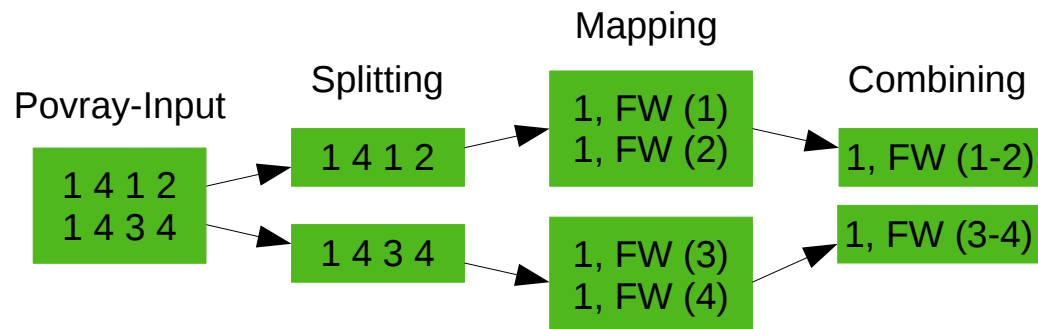 Povray-Input
1 4 1 2
1 4 3 4
Splitting
1 4 1 2
1 4 3 4
Mapping
1, FW (1)
1, FW (2)
1, FW (3)
1, FW (4)
Combining
1, FW (1-2)
1, FW (3-4)